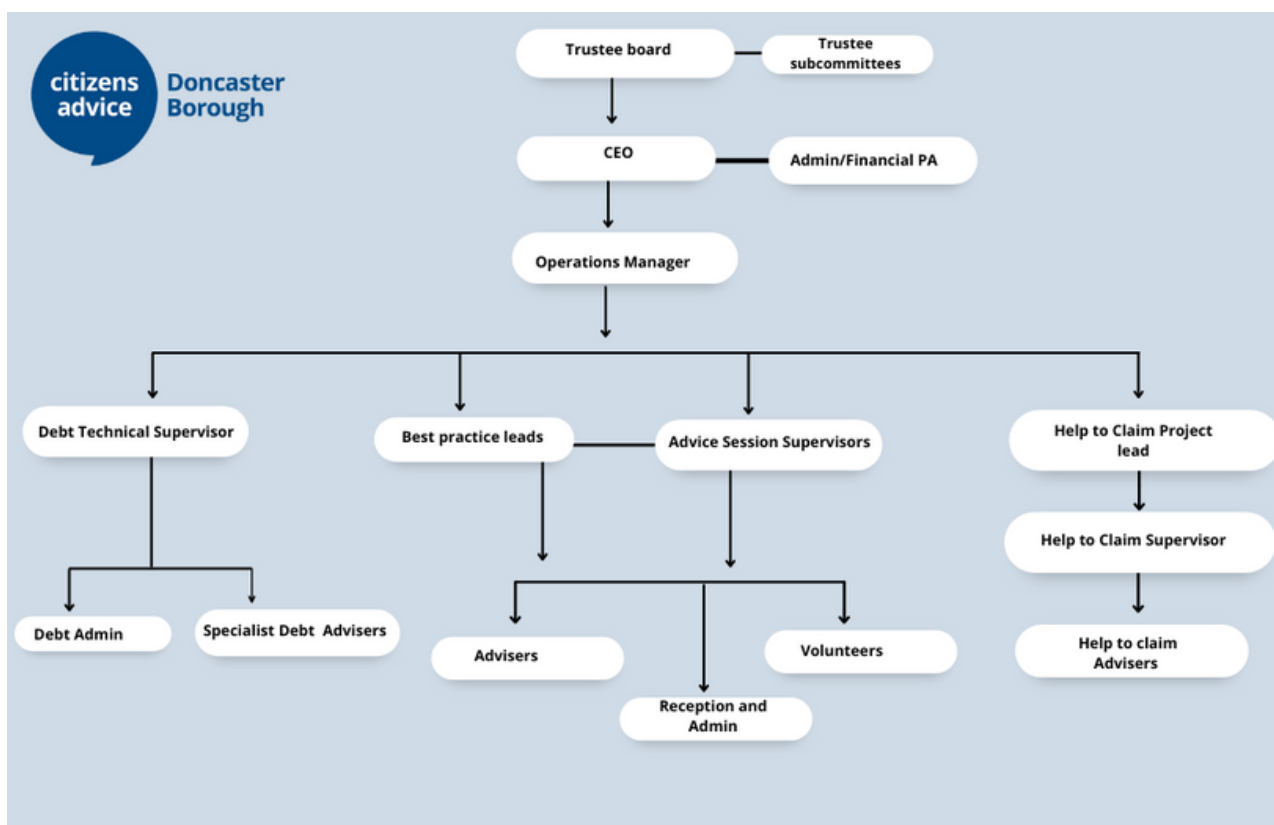 citizens
advice
Doncaster
Borough
Trustee board
Trustee
subcommittees
CEO
Admin/Financial PA
Operations Manager
Debt Technical Supervisor
Best practice leads
Advice Session Supervisors
Help to Claim Project
lead
Help to Claim Supervisor
Debt Admin
Specialist Debt Advisers
Advisers
Volunteers
Help to claim
Advisers
Reception and
Admin